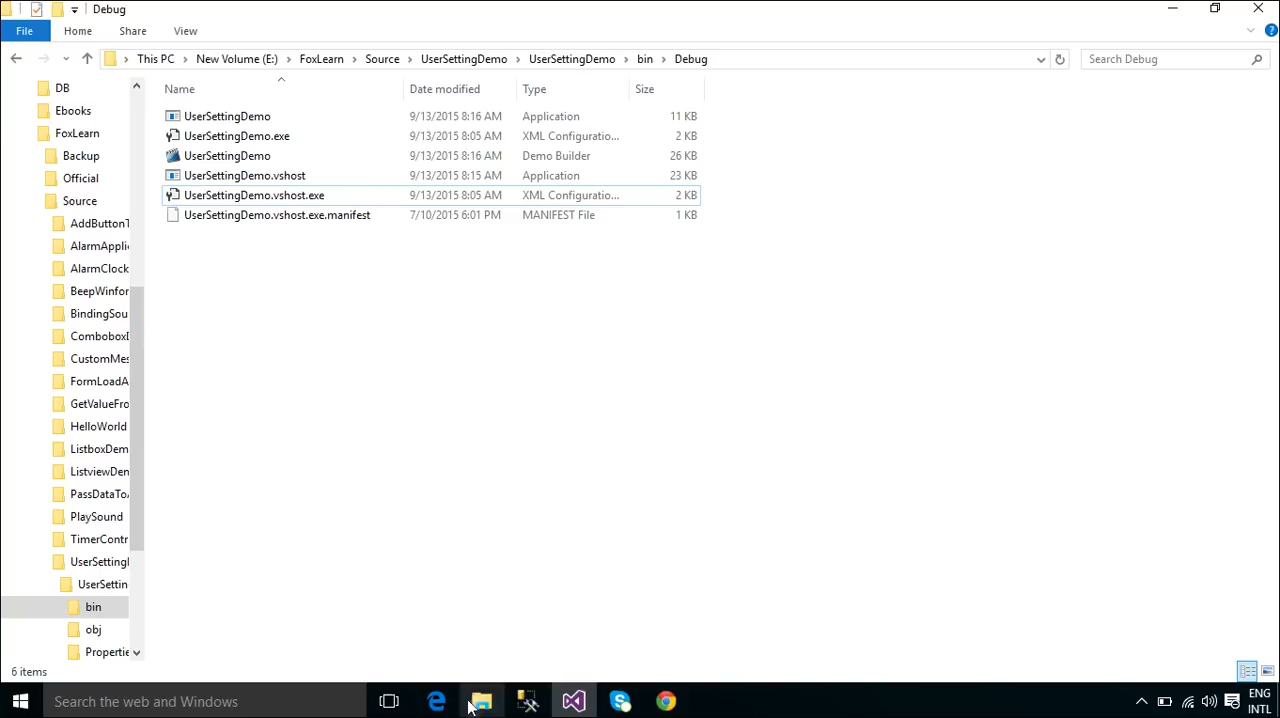 Debug
File Home Share View
This PC New Volume (E:) FoxLearn Source UserSettingDemo UserSettingDemo bin Debug Search Debug
Name Date modified Type Size
UserSettingDemo 9/13/2015 8:16 AM Application 11 KB
UserSettingDemo.exe 9/13/2015 8:05 AM XML Configuratio... 2 KB
UserSettingDemo 9/13/2015 8:16 AM Demo Builder 26 KB
UserSettingDemo.vshost 9/13/2015 8:15 AM Application 23 KB
UserSettingDemo.vshost.exe 9/13/2015 8:05 AM XML Configuratio... 2 KB
UserSettingDemo.vshost.exe.manifest 7/10/2015 6:01 PM MANIFEST File 1 KB
DB
Ebooks
FoxLearn
Backup
Official
Source
AddButtonT
AlarmAppli
AlarmClock
BeepWinfor
BindingSou
ComboboxD
CustomMes
FormLoadA
GetValueFro
HelloWorld
ListboxDem
ListviewDen
PassDataToA
PlaySound
TimerContr
UserSettingl
UserSettin
bin
obj
Propertie
6 items
Search the web and Windows
ENG
INTL